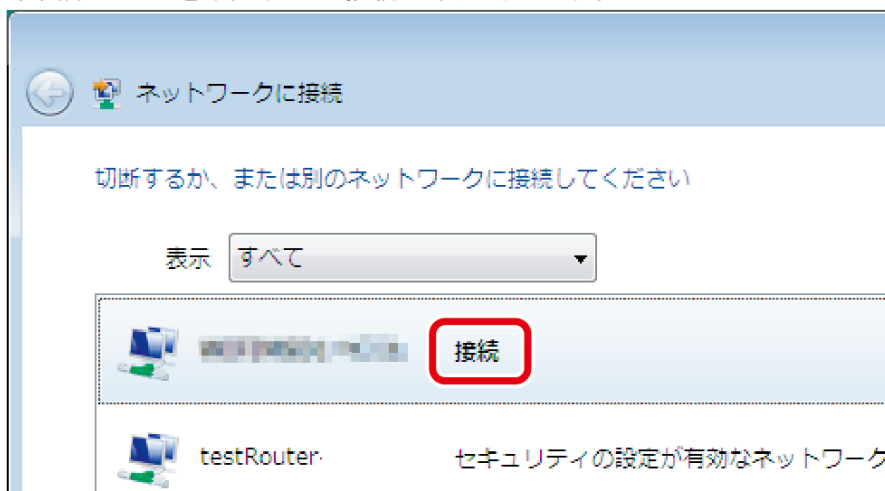 ネットワークに接続
切断するか、または別のネットワークに接続してください
表示 すべて
接続
testRouter セキュリティの設定が有効なネットワーク